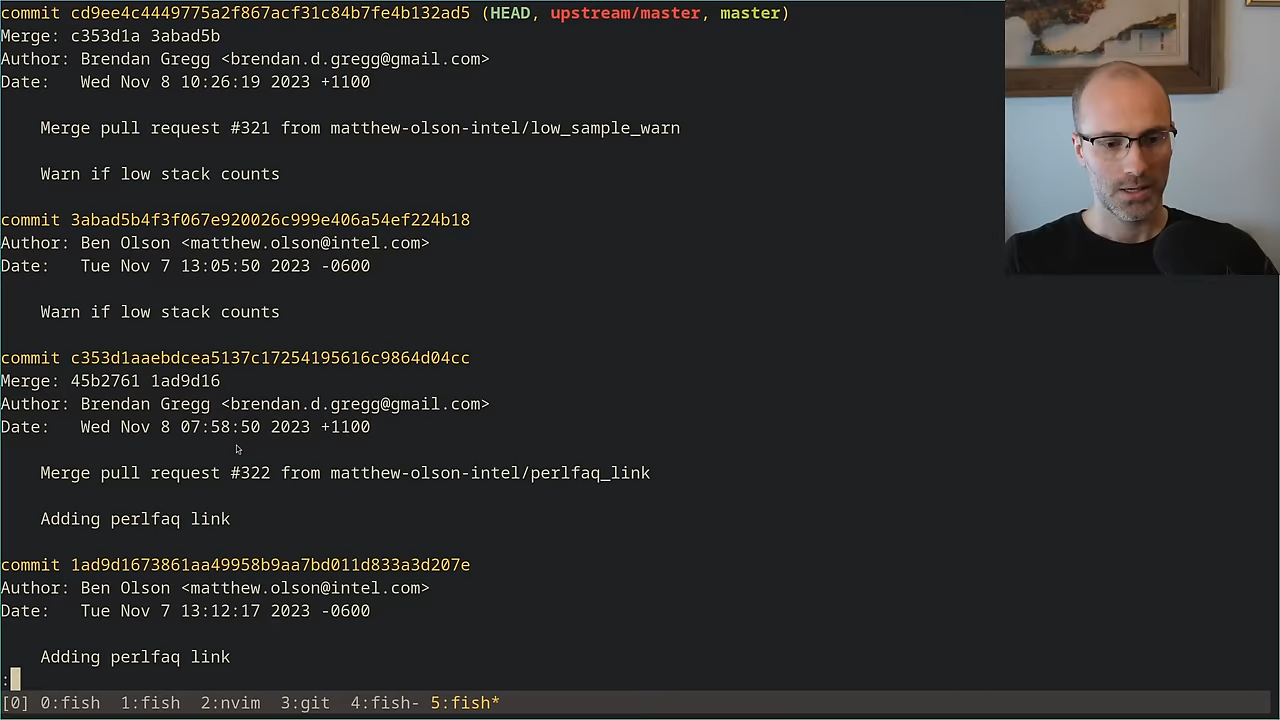 commit cd9ee4c4449775a2f867acf31c84b7fe4b132ad5 (HEAD, upstream/master, master)
Merge: c353d1a 3abad5b
Author: Brendan Gregg <brendan.d.gregg@gmail.com>
Date:   Wed Nov 8 10:26:19 2023 +1100
    Merge pull request #321 from matthew-olson-intel/low_sample_warn
    Warn if low stack counts
commit 3abad5b4f3f067e920026c999e406a54ef224b18
Author: Ben Olson <matthew.olson@intel.com>
Date:   Tue Nov 7 13:05:50 2023 -0600
    Warn if low stack counts
commit c353d1aaebdcea5137c17254195616c9864d04cc
Merge: 45b2761 1ad9d16
Author: Brendan Gregg <brendan.d.gregg@gmail.com>
Date:   Wed Nov 8 07:58:50 2023 +1100
    Merge pull request #322 from matthew-olson-intel/perlfaq_link
    Adding perlfaq link
commit 1ad9d1673861aa49958b9aa7bd011d833a3d207e
Author: Ben Olson <matthew.olson@intel.com>
Date:   Tue Nov 7 13:12:17 2023 -0600
    Adding perlfaq link
:
[0] 0:fish  1:fish  2:nvim  3:git  4:fish- 5:fish*